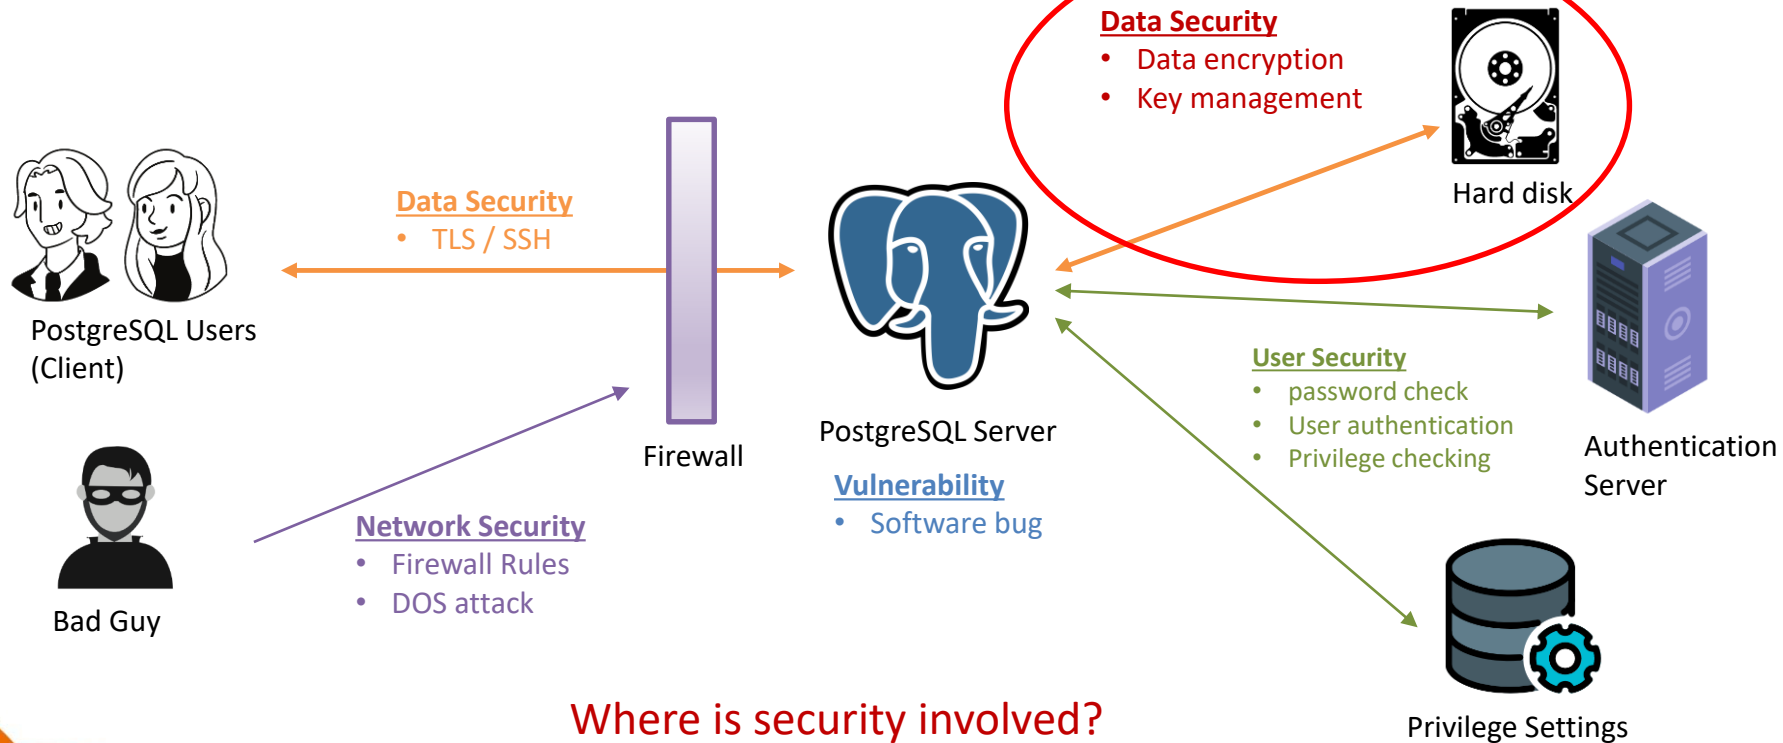 Data Security
• Data encryption
• Key management
Hard disk
Data Security
• TLS / SSH
PostgreSQL Users
(Client)
Firewall
PostgreSQL Server
Vulnerability
• Software bug
User Security
• password check
• User authentication
• Privilege checking
Authentication
Server
Network Security
• Firewall Rules
• DOS attack
Bad Guy
Where is security involved?
Privilege Settings